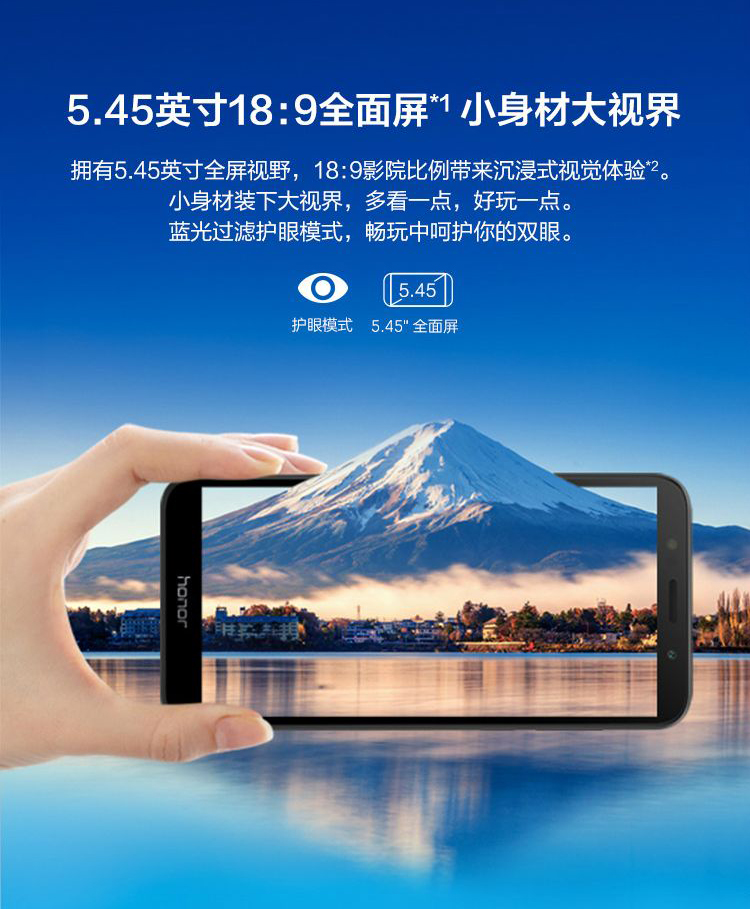 5.45英寸18:9全面屏*1 小身材大视界
拥有5.45英寸全屏视野，18:9影院比例带来沉浸式视觉体验*2。
小身材装下大视界，多看一点，好玩一点。
蓝光过滤护眼模式，畅玩中呵护你的双眼。
5.45
护眼模式 5.45" 全面屏
honor